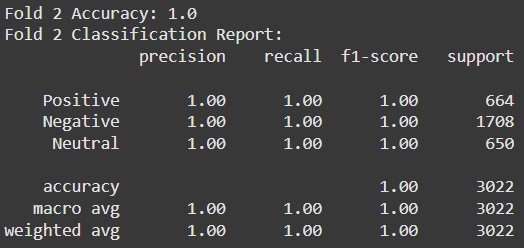 Fold 2 Accuracy: 1.0
Fold 2 Classification Report:
precision recall f1-score support
Positive 1.00 1.00 1.00 664
Negative 1.00 1.00 1.00 1708
Neutral 1.00 1.00 1.00 650
accuracy 1.00 3022
macro avg 1.00 1.00 1.00 3022
weighted avg 1.00 1.00 1.00 3022